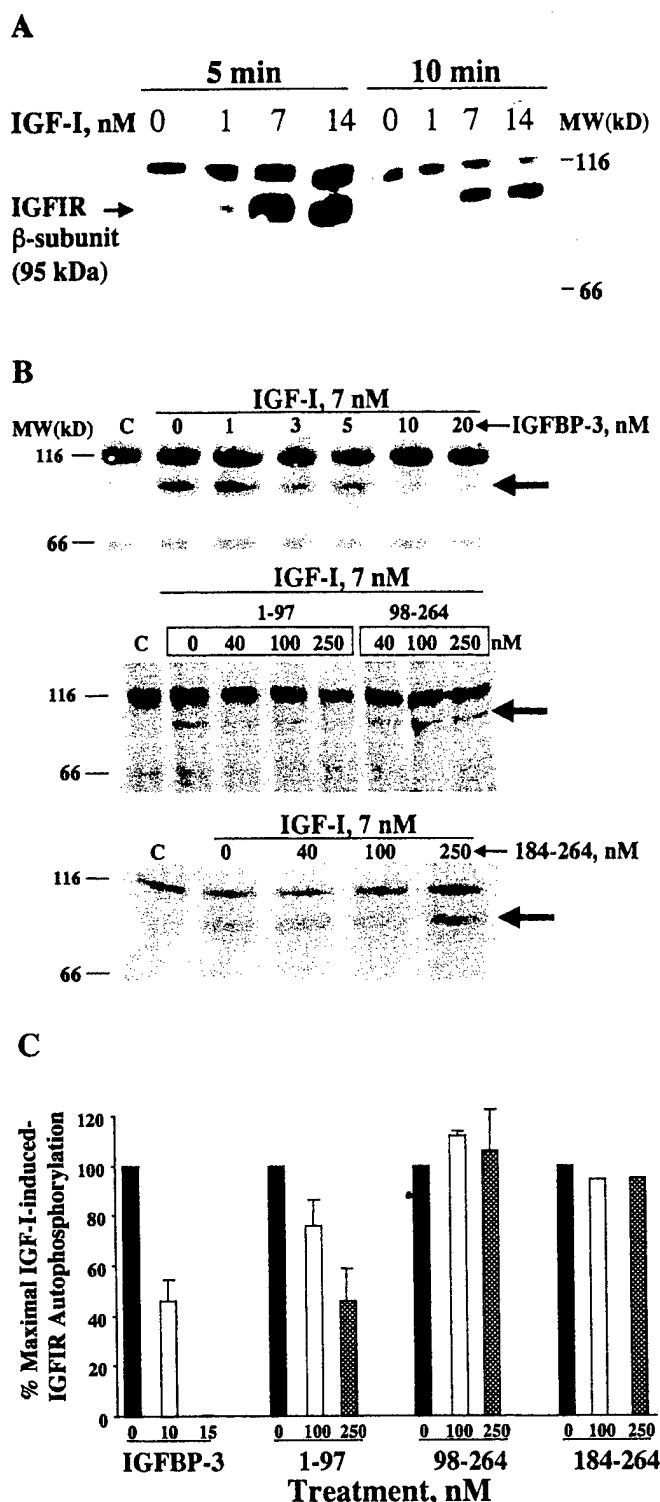 A
5 min 10 min
IGF-I, nM 0 1 7 14 0 1 7 14 MW(kD)
-116
IGFIR →
β-subunit
(95 kDa)
-66
B
IGF-I, 7 nM
MW(kD) C 0 1 3 5 10 20 ← IGFBP-3, nM
116
66
IGF-I, 7 nM
1-97 98-264
C 0 40 100 250 40 100 250 nM
116
66
IGF-I, 7 nM
C 0 40 100 250 ← 184-264, nM
116
66
C
% Maximal IGF-I-induced-
IGFIR Autophosphorylation
120
100
80
60
40
20
0
0 10 15 0 100 250 0 100 250 0 100 250
IGFBP-3 1-97 98-264 184-264
Treatment, nM